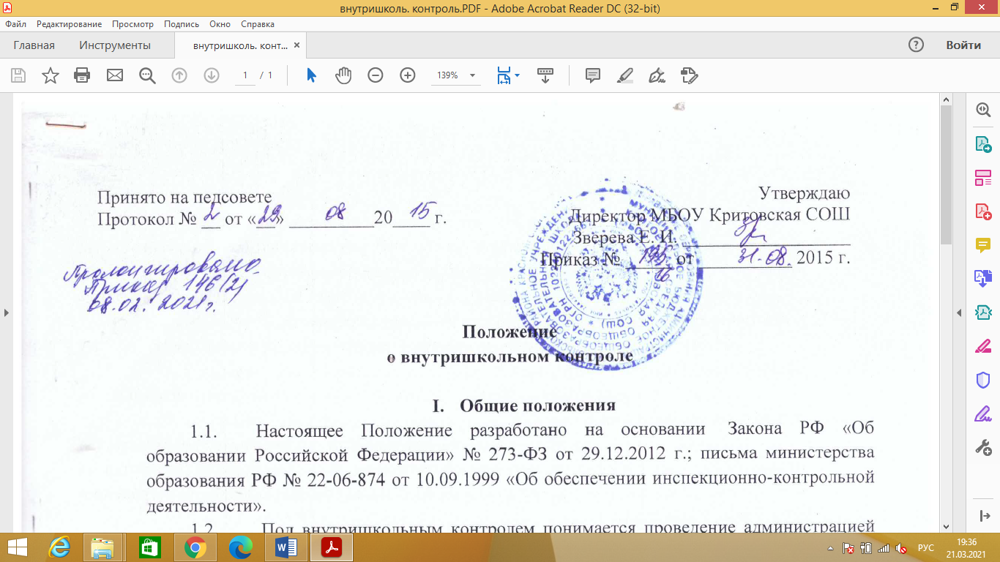 внутришколь. контроль.PDF - Adobe Acrobat Reader DC (32-bit)
Файл Редактирование Просмотр Подпись Окно Справка
Главная Инструменты внутришколь. конт... × Войти
1 / 1 139%
Принято на педсовете
Протокол № 2 от «29» 08 2015 г.
Утверждаю
Директор МБОУ Критовская СОШ
Зверева Е. И.
Приказ № от 31.08. 2015 г.
Пролонгировано.
Приказ 146(2)
08.02. 2021г.
Положение
о внутришкольном контроле
I. Общие положения
1.1. Настоящее Положение разработано на основании Закона РФ «Об
образовании Российской Федерации» № 273-ФЗ от 29.12.2012 г.; письма министерства
образования РФ № 22-06-874 от 10.09.1999 «Об обеспечении инспекционно-контрольной
деятельности».
1.2. Под внутришкольным контролем понимается проведение администрацией
РУС
19:36
21.03.2021